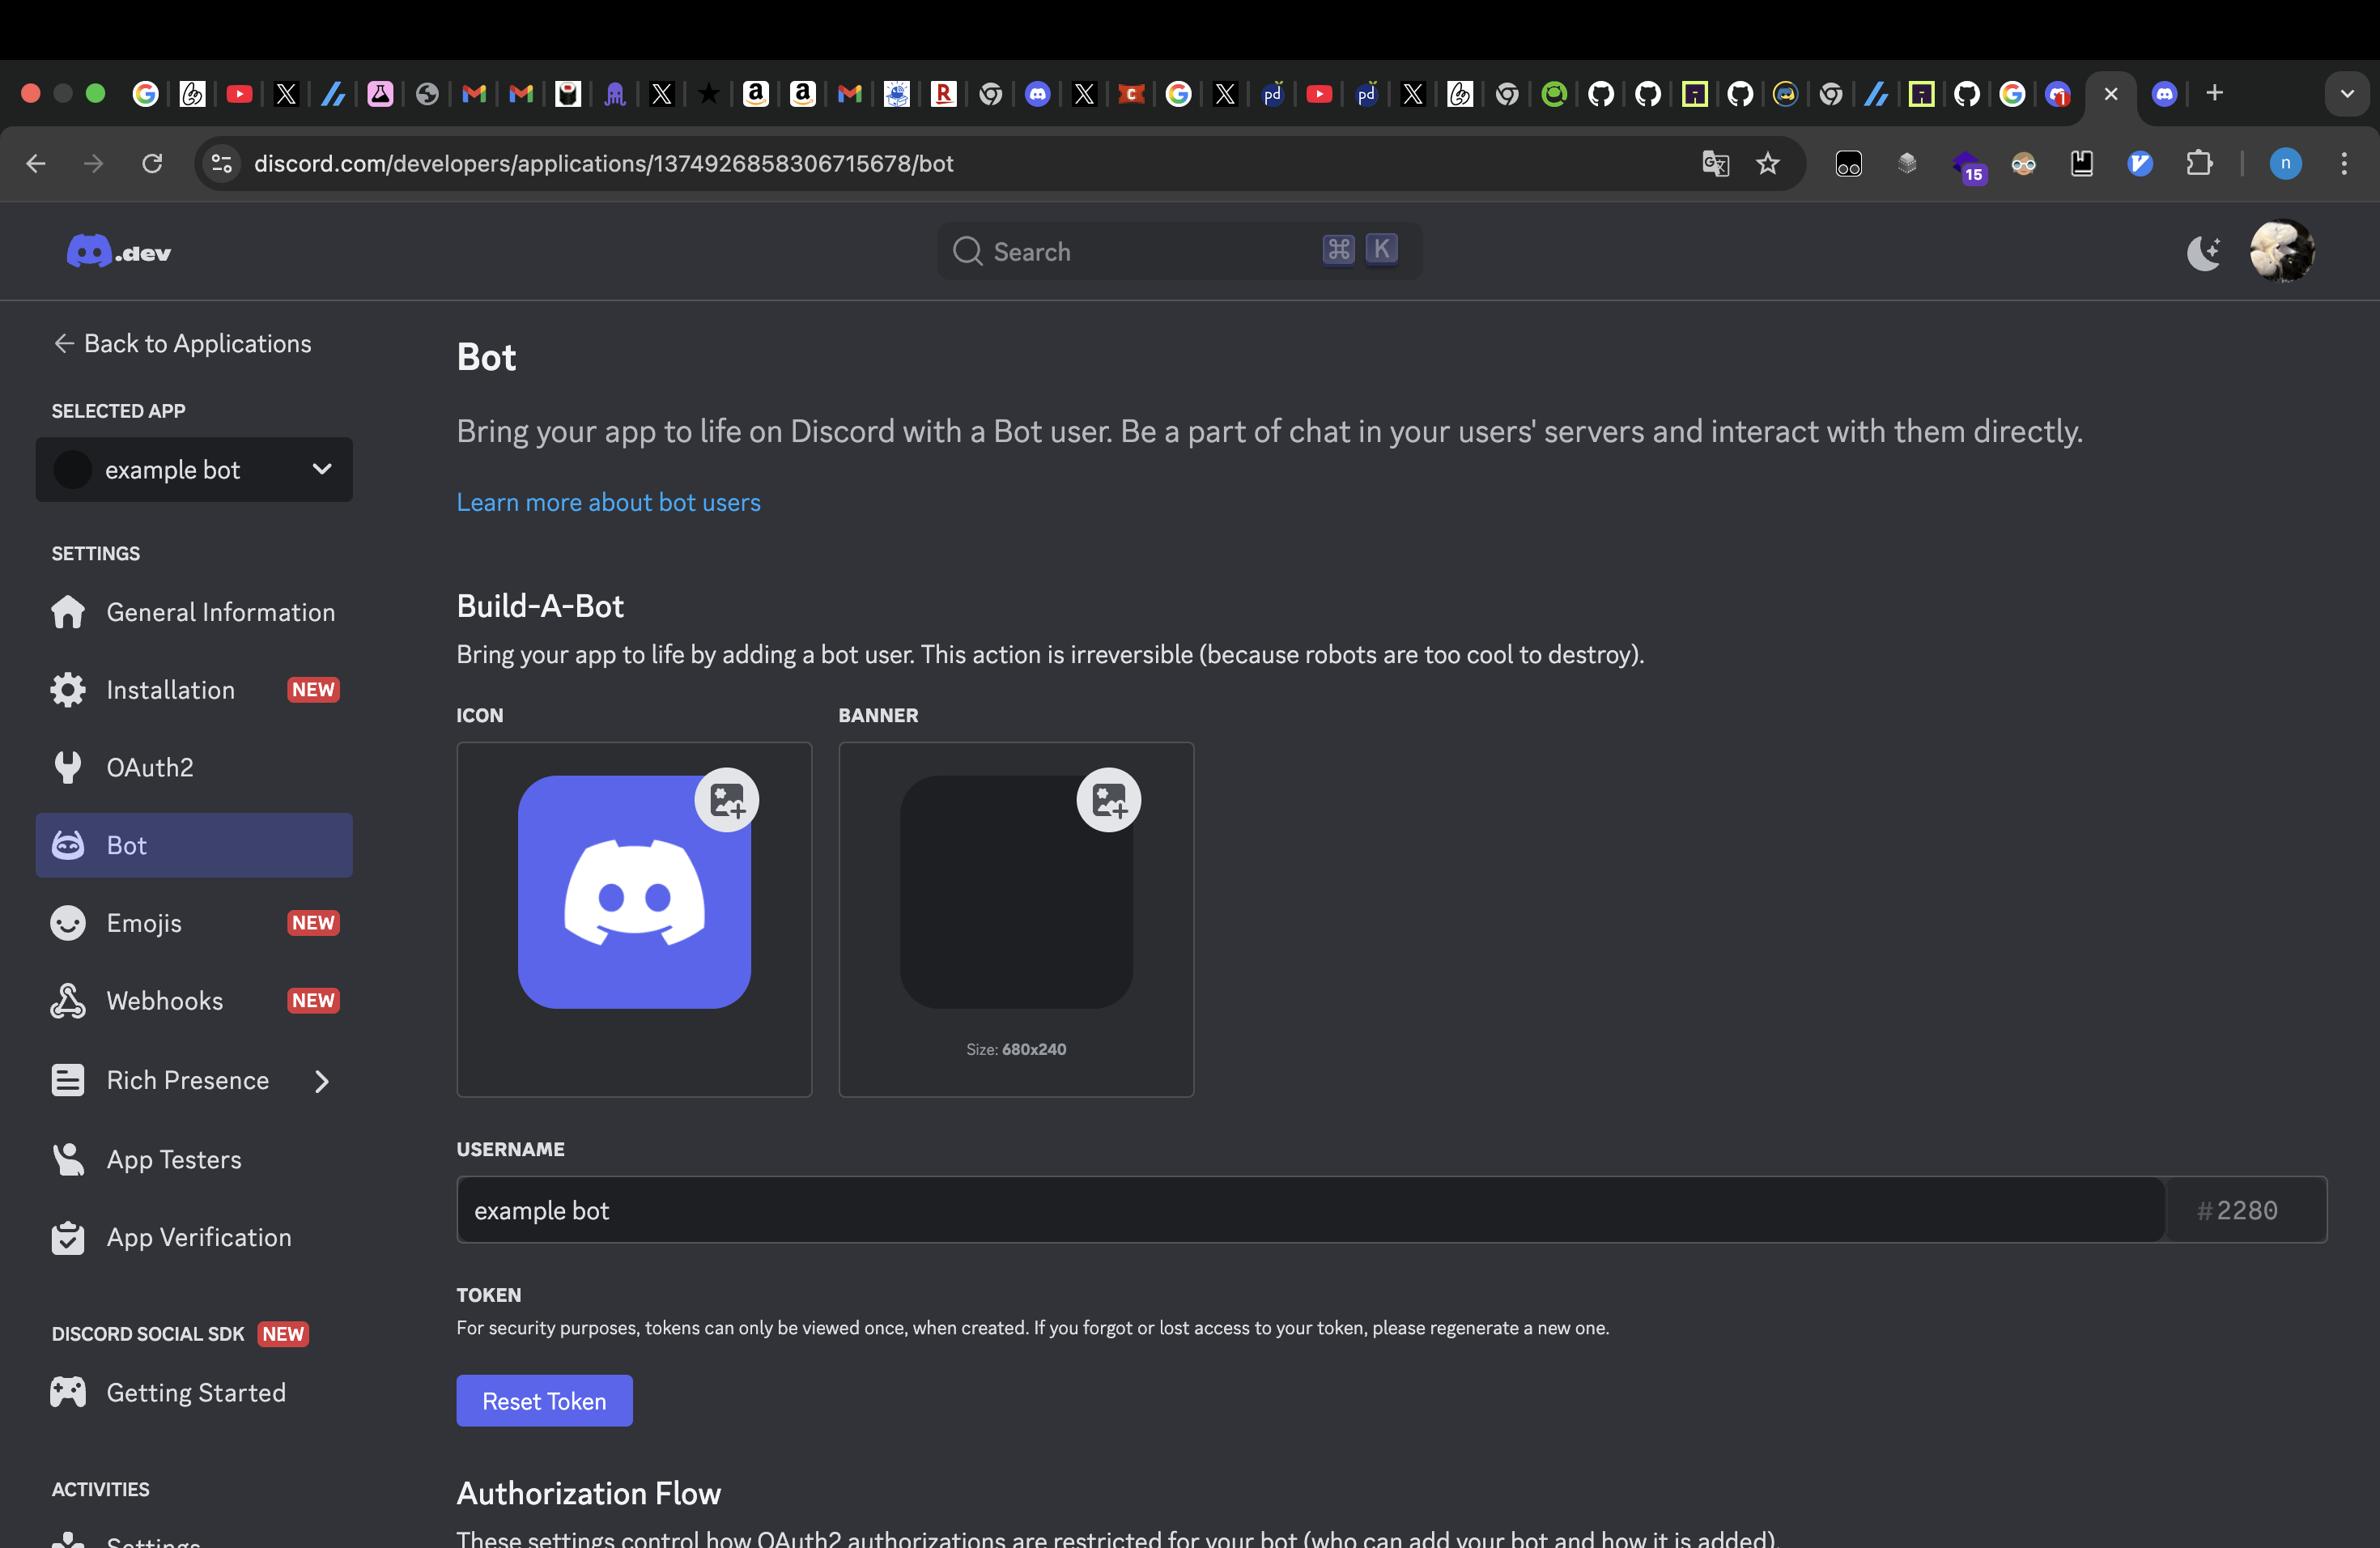 discord.com/developers/applications/1374926858306715678/bot
15
n
.dev
Search
⌘ K
Back to Applications
SELECTED APP
example bot
SETTINGS
General Information
Installation NEW
OAuth2
Bot
Emojis NEW
Webhooks NEW
Rich Presence
App Testers
App Verification
DISCORD SOCIAL SDK NEW
Getting Started
ACTIVITIES
Settings
Bot
Bring your app to life on Discord with a Bot user. Be a part of chat in your users' servers and interact with them directly.
Learn more about bot users
Build-A-Bot
Bring your app to life by adding a bot user. This action is irreversible (because robots are too cool to destroy).
ICON
BANNER
Size: 680x240
USERNAME
example bot
#2280
TOKEN
For security purposes, tokens can only be viewed once, when created. If you forgot or lost access to your token, please regenerate a new one.
Reset Token
Authorization Flow
These settings control how OAuth2 authorizations are restricted for your bot (who can add your bot and how it is added).